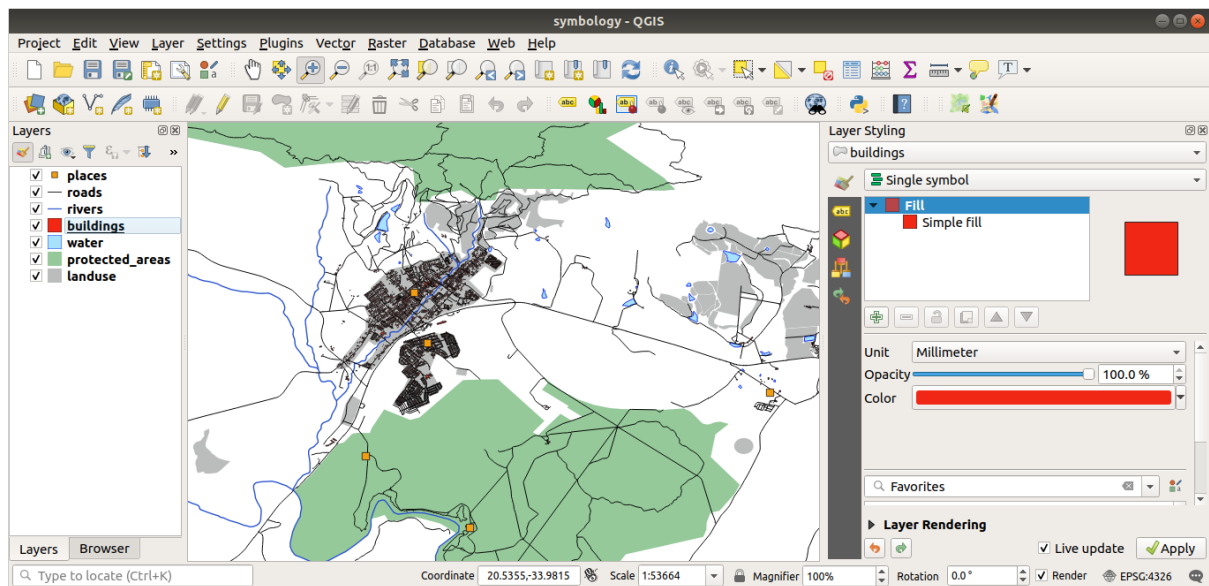 symbology - QGIS
Project Edit View Layer Settings Plugins Vector Raster Database Web Help
Layers
places
roads
rivers
buildings
water
protected_areas
landuse
Layers Browser
Layer Styling
buildings
Single symbol
Fill
Simple fill
Unit Millimeter
Opacity 100.0 %
Color
Favorites
Layer Rendering
Live update Apply
Type to locate (Ctrl+K) Coordinate 20.5355,-33.9815 Scale 1:53664 Magnifier 100% Rotation 0.0° Render EPSG:4326